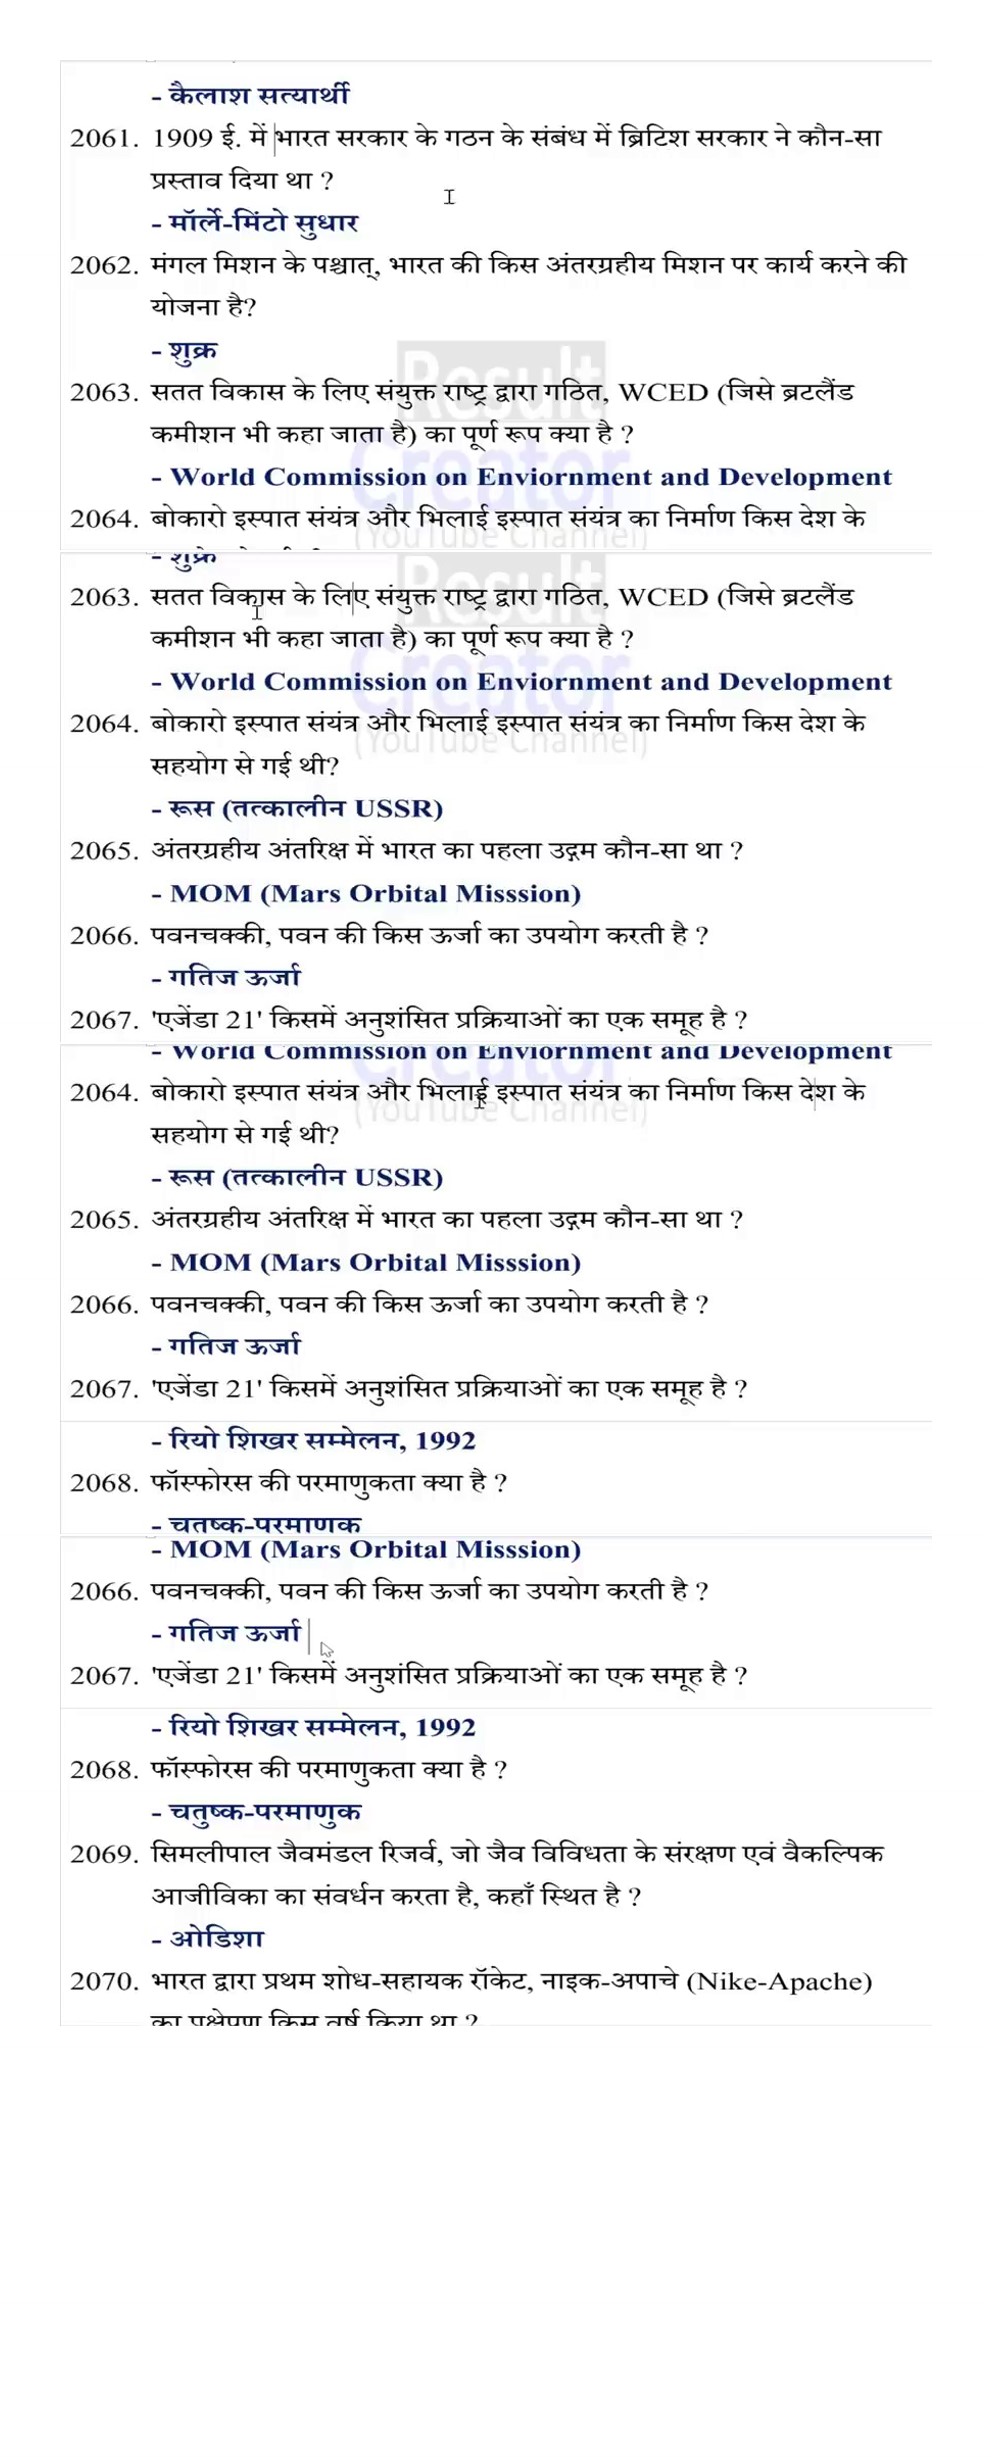 - कैलाश सत्यार्थी
2061. 1909 ई. में भारत सरकार के गठन के संबंध में ब्रिटिश सरकार ने कौन-सा
प्रस्ताव दिया था ?
- मॉर्ले-मिंटो सुधार
2062. मंगल मिशन के पश्चात्, भारत की किस अंतरग्रहीय मिशन पर कार्य करने की
योजना है?
- शुक्र
Result
2063. सतत विकास के लिए संयुक्त राष्ट्र द्वारा गठित, WCED (जिसे ब्रटलैंड
कमीशन भी कहा जाता है) का पूर्ण रूप क्या है ?
Creator
- World Commission on Enviornment and Development
2064. बोकारो इस्पात संयंत्र और भिलाई इस्पात संयंत्र का निर्माण किस देश के
(YouTube Channel)
- शुक्र
Result
2063. सतत विकास के लिए संयुक्त राष्ट्र द्वारा गठित, WCED (जिसे ब्रटलैंड
कमीशन भी कहा जाता है) का पूर्ण रूप क्या है ?
Creator
- World Commission on Enviornment and Development
2064. बोकारो इस्पात संयंत्र और भिलाई इस्पात संयंत्र का निर्माण किस देश के
(YouTube Channel)
सहयोग से गई थी?
- रूस (तत्कालीन USSR)
2065. अंतरग्रहीय अंतरिक्ष में भारत का पहला उद्गम कौन-सा था ?
- MOM (Mars Orbital Misssion)
2066. पवनचक्की, पवन की किस ऊर्जा का उपयोग करती है ?
- गतिज ऊर्जा
2067. 'एजेंडा 21' किसमें अनुशंसित प्रक्रियाओं का एक समूह है ?
- World Commission on Enviornment and Development
2064. बोकारो इस्पात संयंत्र और भिलाई इस्पात संयंत्र का निर्माण किस देश के
(YouTube Channel)
सहयोग से गई थी?
- रूस (तत्कालीन USSR)
2065. अंतरग्रहीय अंतरिक्ष में भारत का पहला उद्गम कौन-सा था ?
- MOM (Mars Orbital Misssion)
2066. पवनचक्की, पवन की किस ऊर्जा का उपयोग करती है ?
- गतिज ऊर्जा
2067. 'एजेंडा 21' किसमें अनुशंसित प्रक्रियाओं का एक समूह है ?
- रियो शिखर सम्मेलन, 1992
2068. फॉस्फोरस की परमाणुकता क्या है ?
- चतुष्क-परमाणुक
- MOM (Mars Orbital Misssion)
2066. पवनचक्की, पवन की किस ऊर्जा का उपयोग करती है ?
- गतिज ऊर्जा
2067. 'एजेंडा 21' किसमें अनुशंसित प्रक्रियाओं का एक समूह है ?
- रियो शिखर सम्मेलन, 1992
2068. फॉस्फोरस की परमाणुकता क्या है ?
- चतुष्क-परमाणुक
2069. सिमलीपाल जैवमंडल रिजर्व, जो जैव विविधता के संरक्षण एवं वैकल्पिक
आजीविका का संवर्धन करता है, कहाँ स्थित है ?
- ओडिशा
2070. भारत द्वारा प्रथम शोध-सहायक रॉकेट, नाइक-अपाचे (Nike-Apache)
का प्रक्षेपण किस वर्ष किया था ?